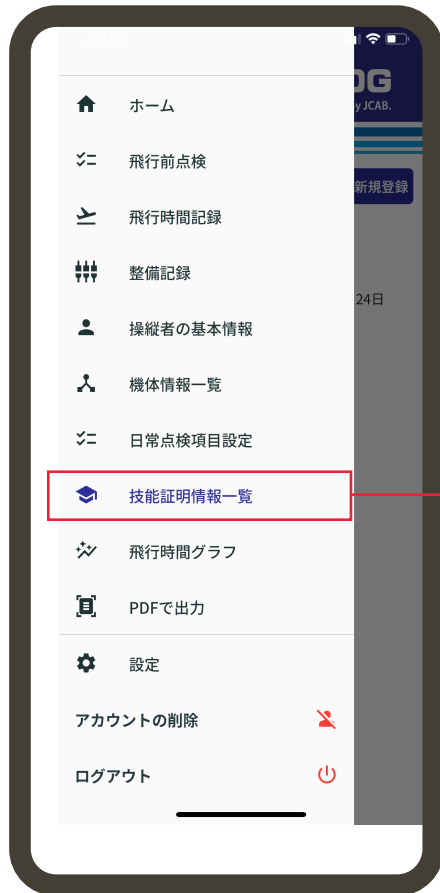 OG
by JCAB.
ホーム
飛行前点検
新規登録
飛行時間記録
整備記録
24日
操縦者の基本情報
機体情報一覧
日常点検項目設定
技能証明情報一覧
飛行時間グラフ
PDFで出力
設定
アカウントの削除
ログアウト